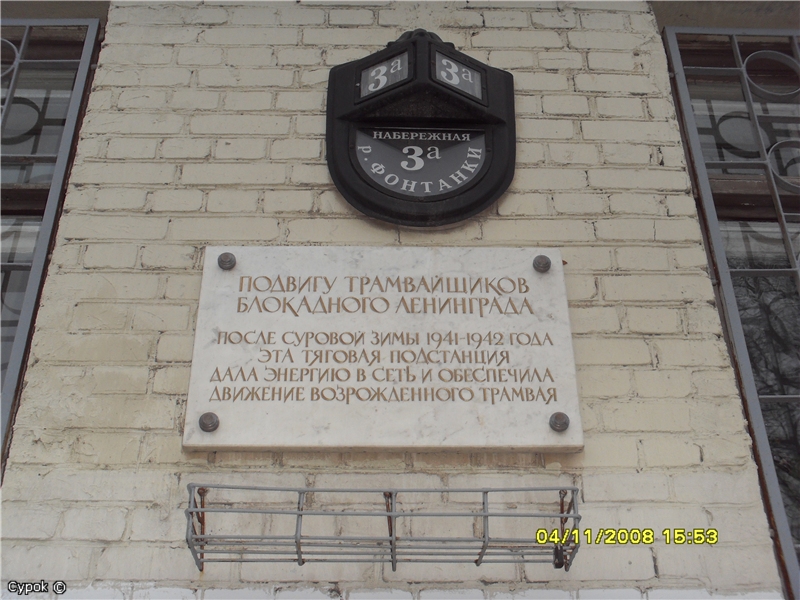 3а 3а
НАБЕРЕЖНАЯ
3а
Р. ФОНТАНКИ
ПОДВИГУ ТРАМВАЙЩИКОВ
БЛОКАДНОГО ЛЕНИНГРАДА
ПОСЛЕ СУРОВОЙ ЗИМЫ 1941-1942 ГОДА
ЭТА ТЯГОВАЯ ПОДСТАНЦИЯ
ДАЛА ЭНЕРГИЮ В СЕТЬ И ОБЕСПЕЧИЛА
ДВИЖЕНИЕ ВОЗРОЖДЕННОГО ТРАМВАЯ
04/11/2008 15:53
Сурок ©